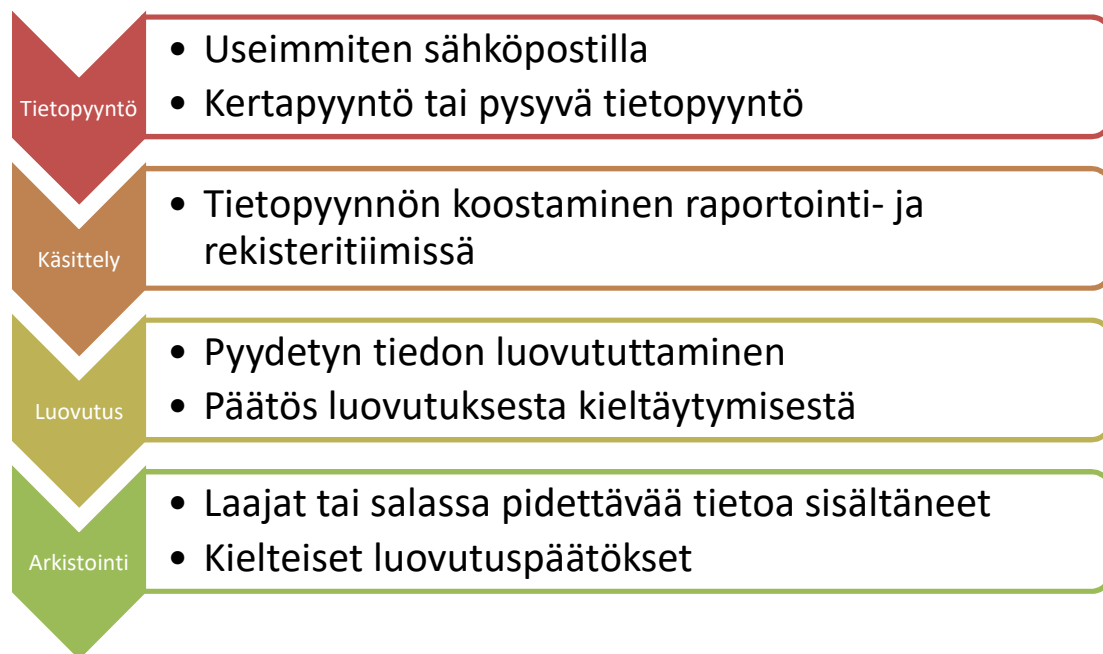 Tietopyyntö
• Useimmiten sähköpostilla
• Kertapyyntö tai pysyvä tietopyyntö
Käsittely
• Tietopyynnön koostaminen raportointi- ja
rekisteritiimissä
Luovutus
• Pyydetyn tiedon luovututtaminen
• Päätös luovutuksesta kieltäytymisestä
Arkistointi
• Laajat tai salassa pidettävää tietoa sisältäneet
• Kielteiset luovutuspäätökset